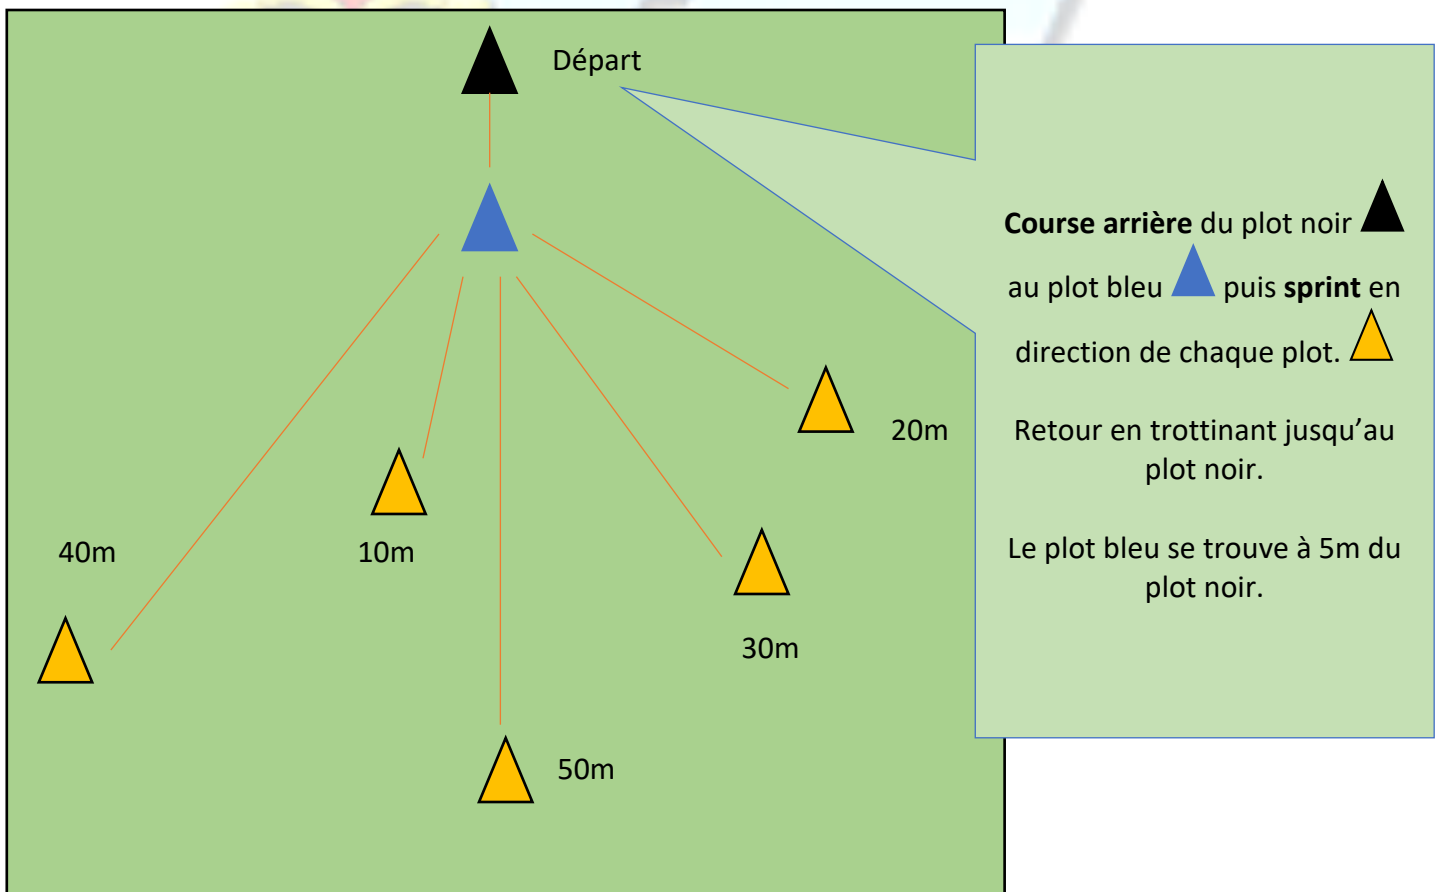 Départ
Course arrière du plot noir
au plot bleu puis sprint en
direction de chaque plot.
Retour en trottinant jusqu’au
plot noir.
Le plot bleu se trouve à 5m du
plot noir.
20m
40m
10m
30m
50m